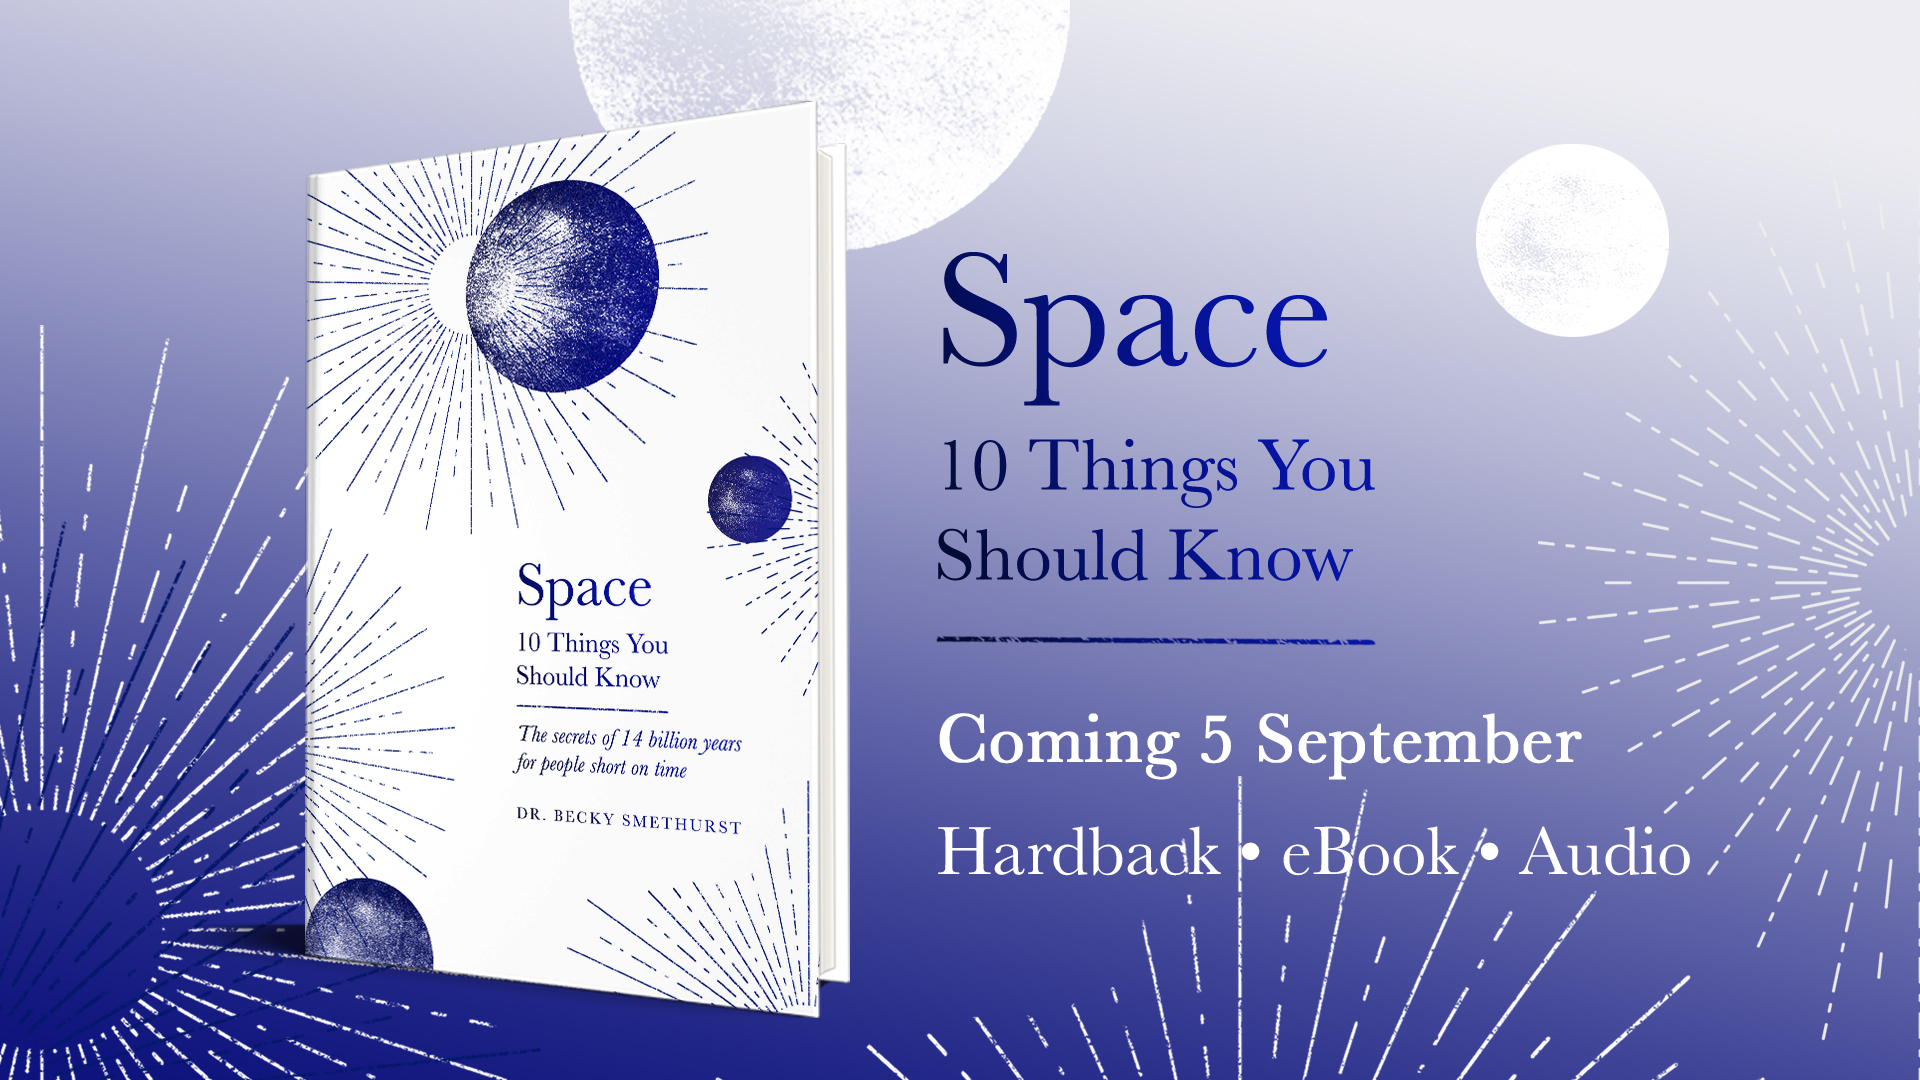 Space
10 Things You
Should Know
The secrets of 14 billion years
for people short on time
DR. BECKY SMETHURST
Space
10 Things You
Should Know
Coming 5 September
Hardback • eBook • Audio